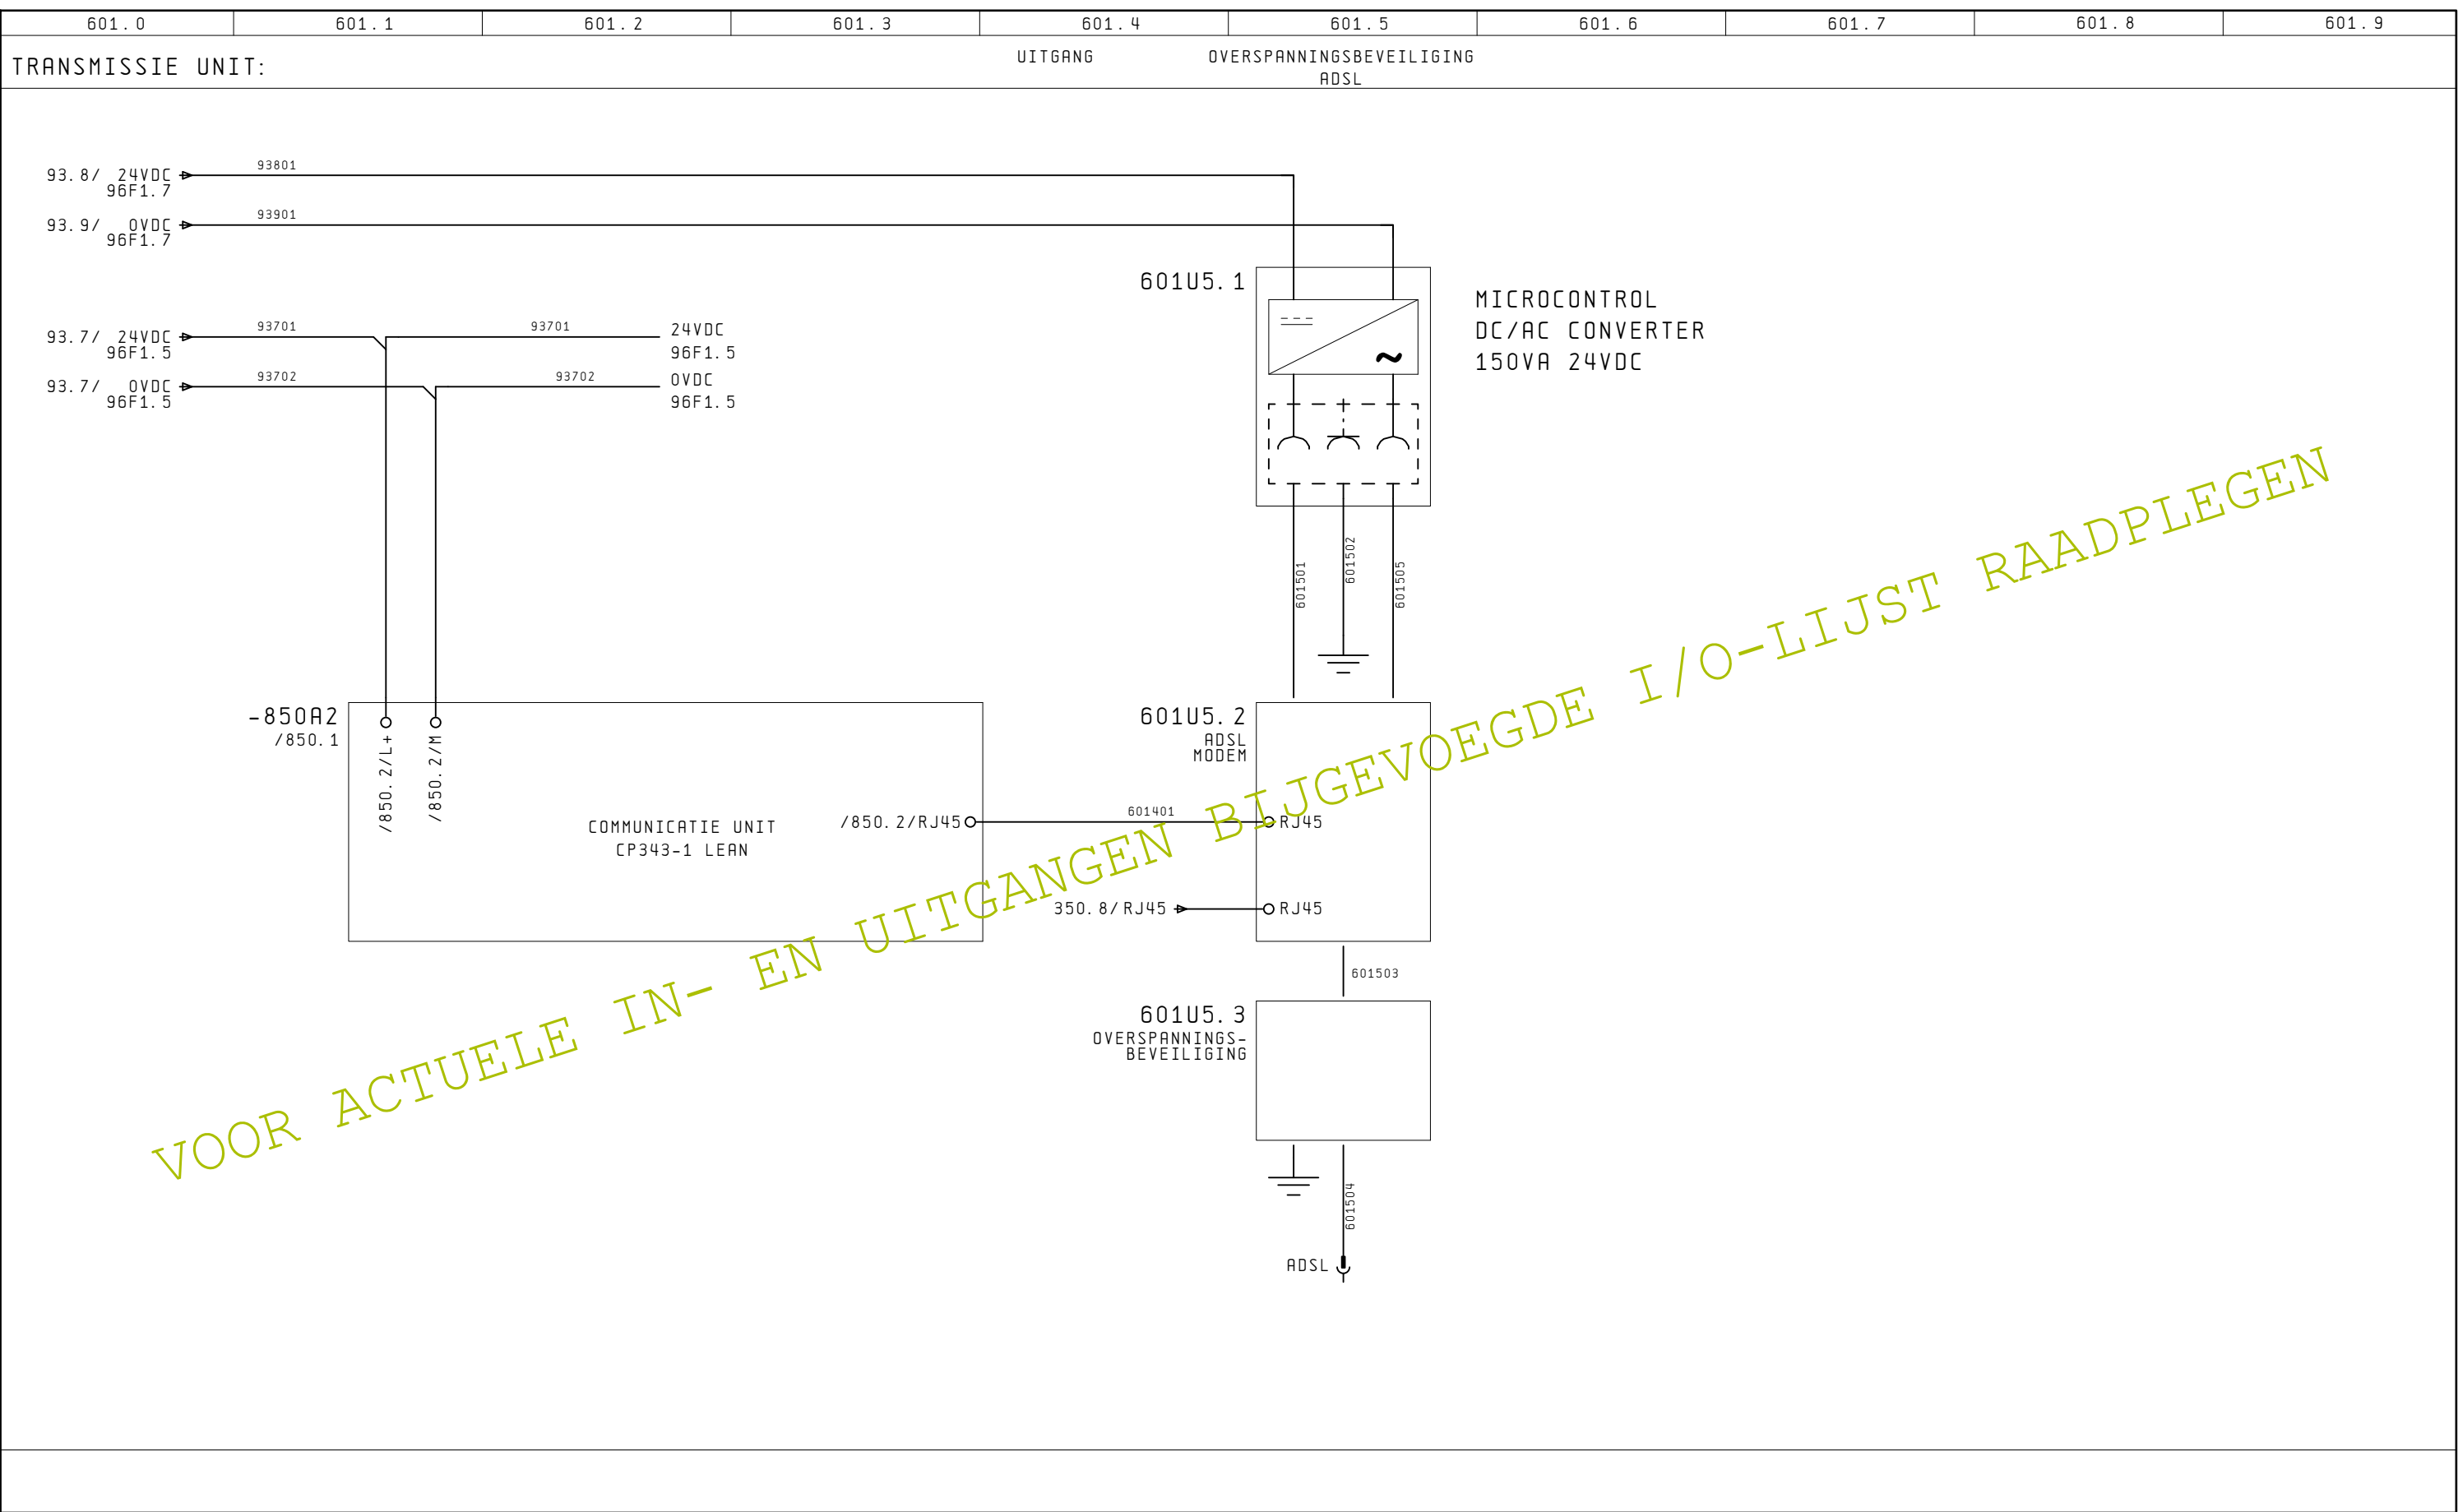 601.0 601.1 601.2 601.3 601.4 601.5 601.6 601.7 601.8 601.9
TRANSMISSIE UNIT:
UITGANG
OVERSPANNINGSBEVEILIGING
ADSL
93.8/ 24VDC
96F1.7
93801
93.9/ 0VDC
96F1.7
93901
601U5.1
MICROCONTROL
DC/AC CONVERTER
150VA 24VDC
93.7/ 24VDC
96F1.5
93701
93701
24VDC
96F1.5
93.7/ 0VDC
96F1.5
93702
93702
0VDC
96F1.5
601501
601502
601505
-850A2
/850.1
/850.2/L+
/850.2/M
COMMUNICATIE UNIT
CP343-1 LEAN
/850.2/RJ45
601401
601U5.2
ADSL
MODEM
RJ45
350.8/RJ45
RJ45
601503
601U5.3
OVERSPANNINGS-
BEVEILIGING
601504
ADSL
VOOR ACTUELE IN- EN UITGANGEN BIJGEVOEGDE I/O-LIJST RAADPLEGEN